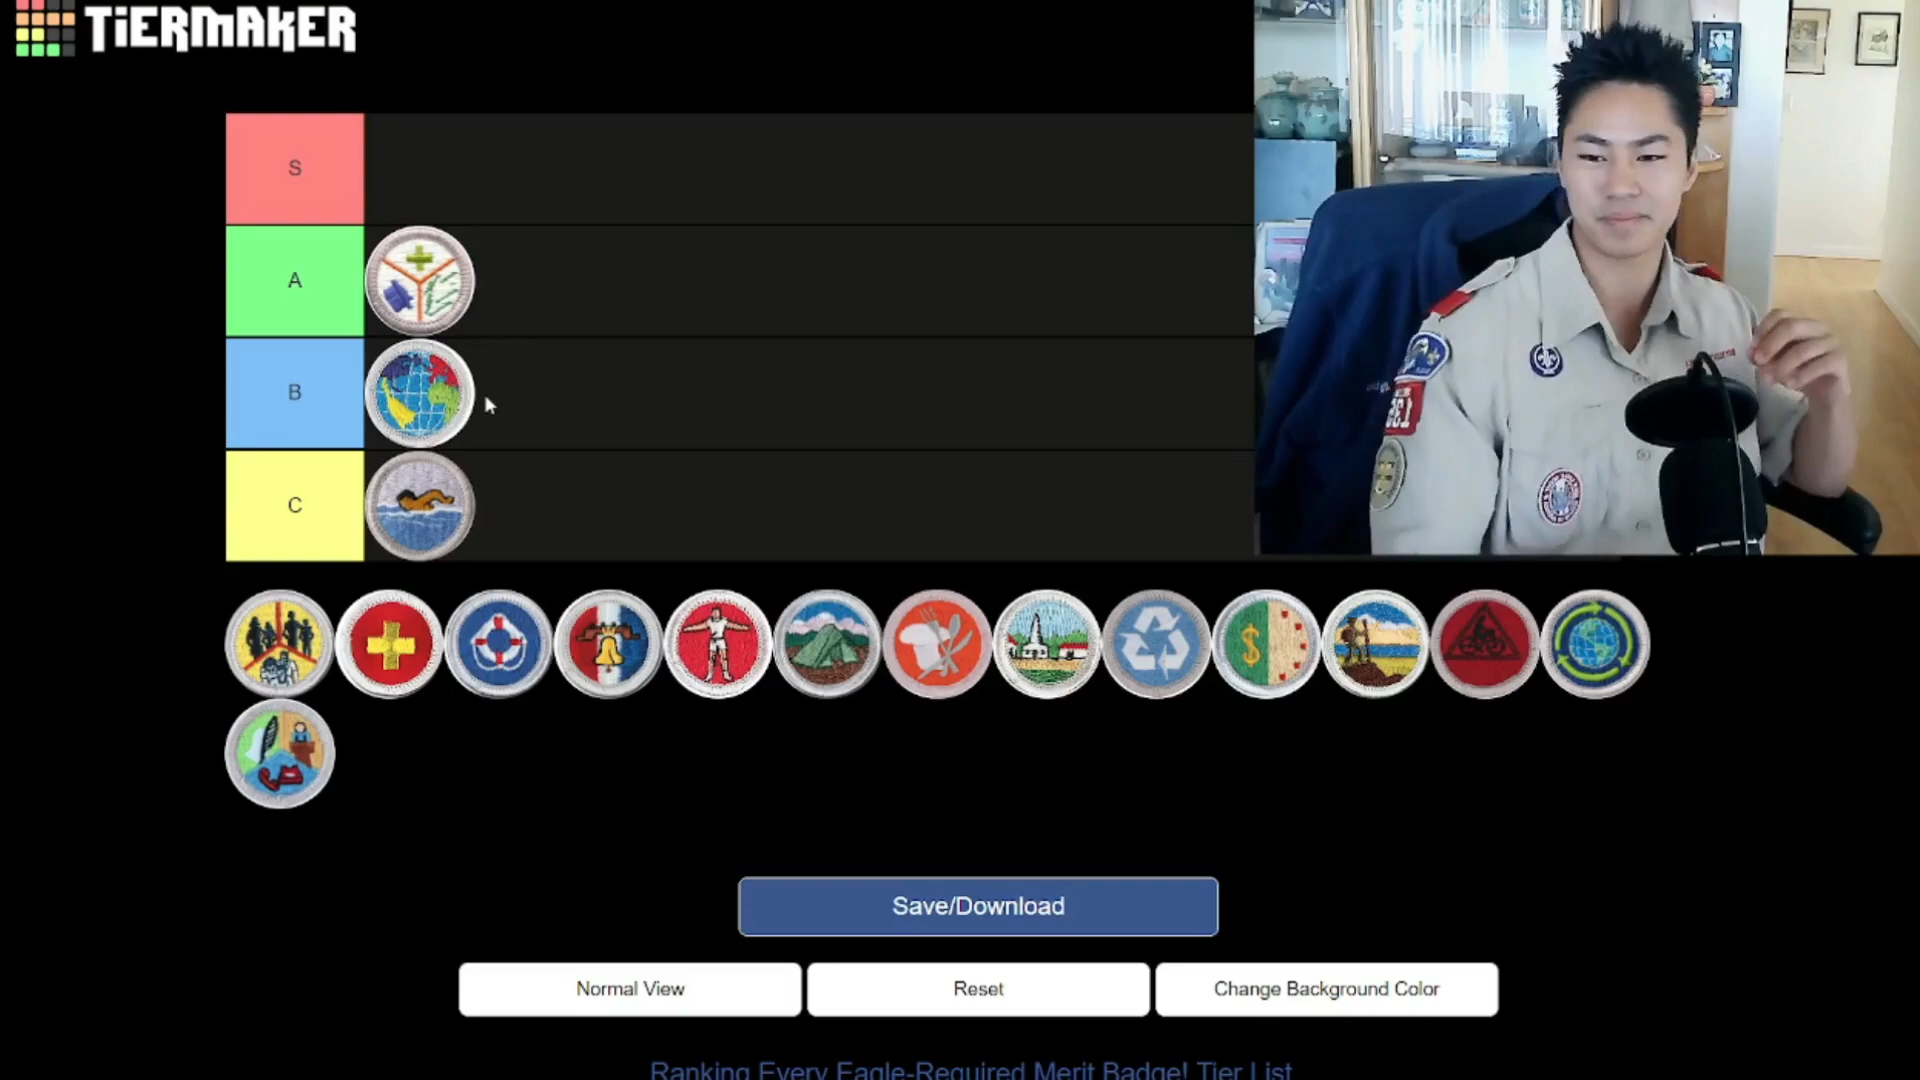 TiERMAKER
S
A
B
C
$
Save/Download
Normal View
Reset
Change Background Color
Ranking Every Eagle-Required Merit Badge! Tier List